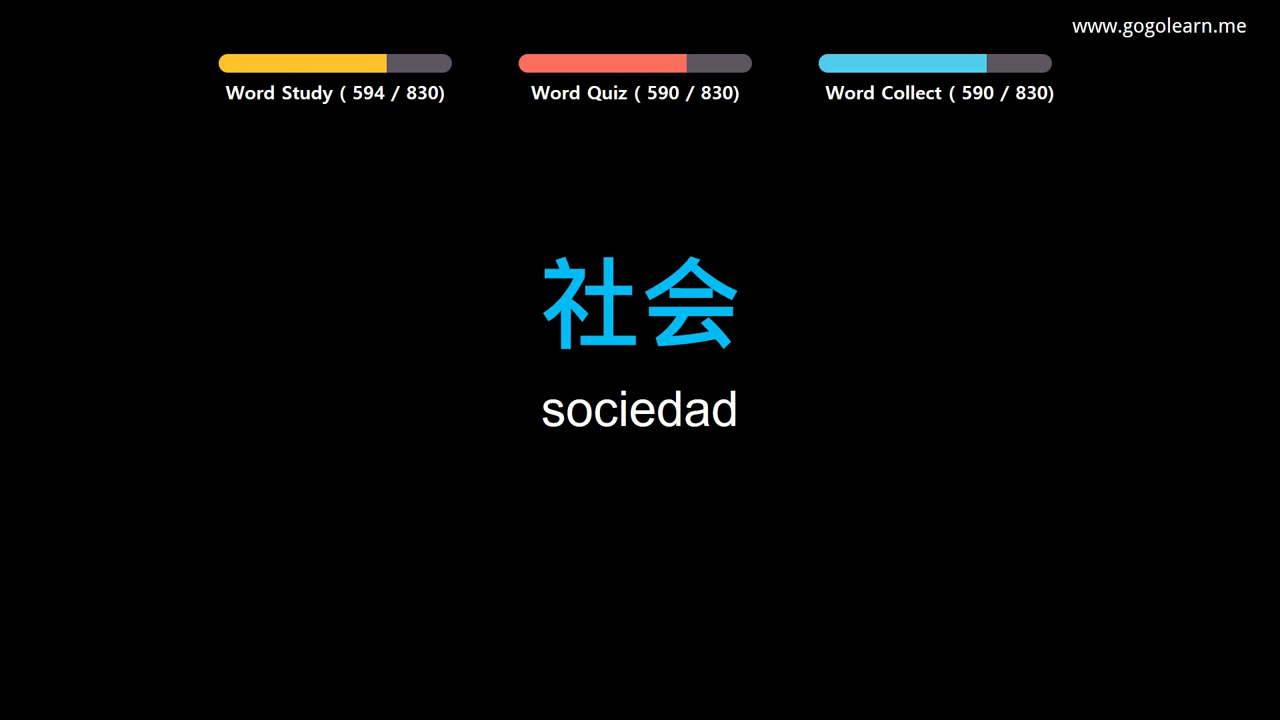 www.gogolearn.me
Word Study ( 594 / 830)
Word Quiz ( 590 / 830)
Word Collect ( 590 / 830)
社会
sociedad